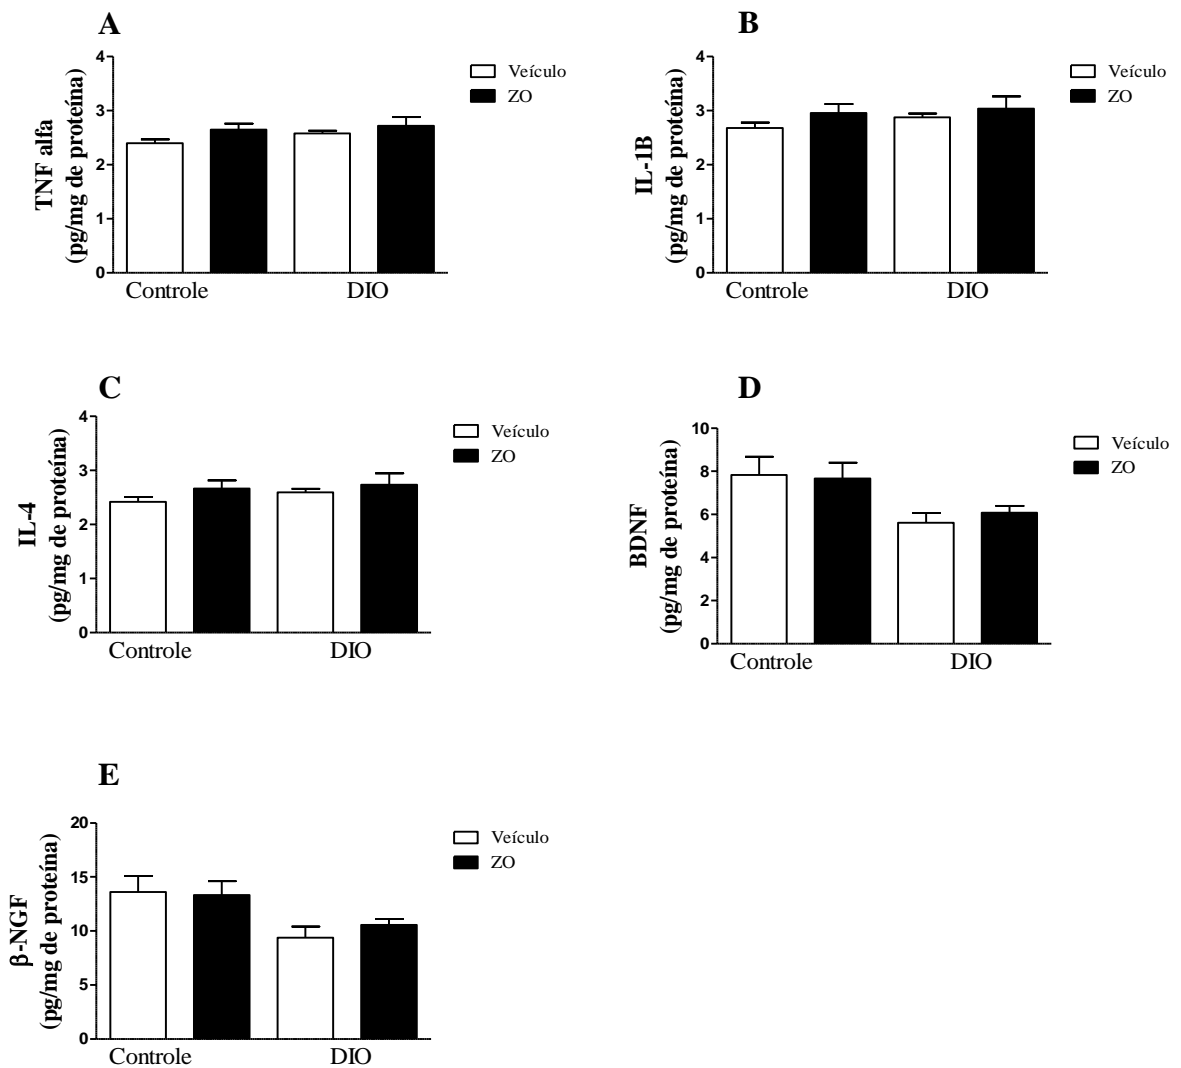 A
TNF alfa
(pg/mg de proteína)
4
3
2
1
0
Controle DIO
Veículo
ZO
B
IL-1B
(pg/mg de proteína)
4
3
2
1
0
Controle DIO
Veículo
ZO
C
IL-4
(pg/mg de proteína)
4
3
2
1
0
Controle DIO
Veículo
ZO
D
BDNF
(pg/mg de proteína)
10
8
6
4
2
0
Controle DIO
Veículo
ZO
E
β-NGF
(pg/mg de proteína)
20
15
10
5
0
Controle DIO
Veículo
ZO